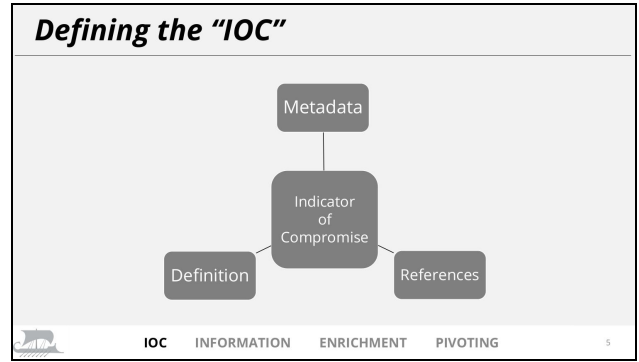 Defining the “IOC”
Metadata
Indicator
of
Compromise
Definition
References
IOC INFORMATION ENRICHMENT PIVOTING 5